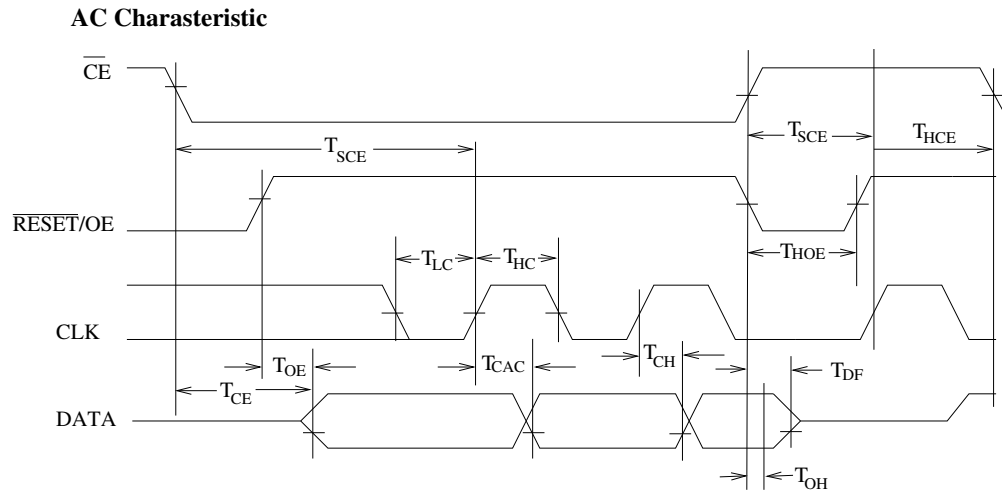 AC Charasteristic
CE
TSCE
THCE
TSCE
RESET/OE
TLC
THC
THOE
CLK
TOE
TCAC
TCH
TDF
TCE
DATA
TOH